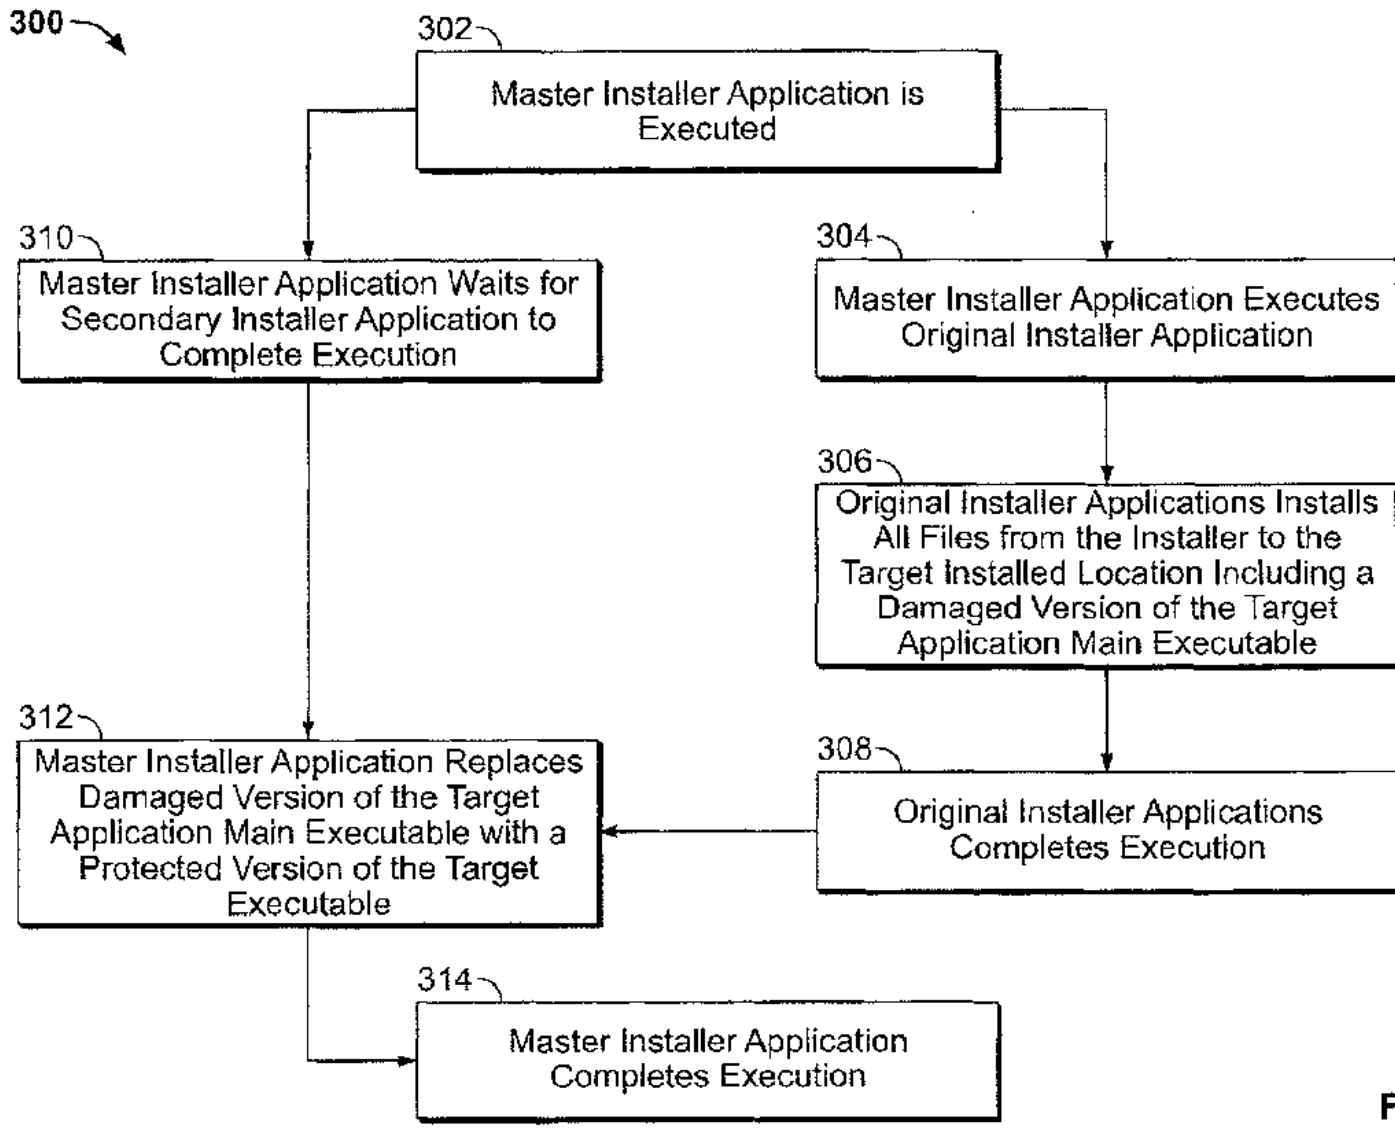 300
302
Master Installer Application is
Executed
310
Master Installer Application Waits for
Secondary Installer Application to
Complete Execution
304
Master Installer Application Executes
Original Installer Application
306
Original Installer Applications Installs
All Files from the Installer to the
Target Installed Location Including a
Damaged Version of the Target
Application Main Executable
312
Master Installer Application Replaces
Damaged Version of the Target
Application Main Executable with a
Protected Version of the Target
Executable
308
Original Installer Applications
Completes Execution
314
Master Installer Application
Completes Execution